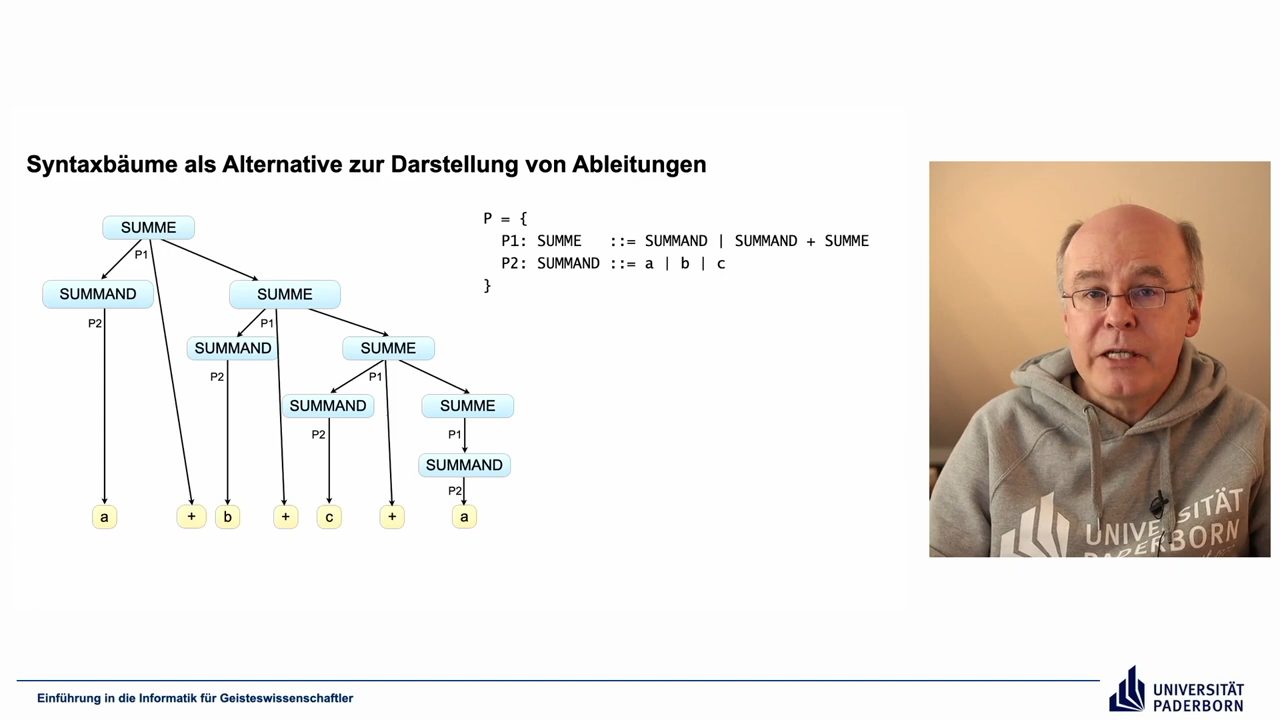 Syntaxbäume als Alternative zur Darstellung von Ableitungen
SUMME
P1
SUMMAND
SUMME
P2
P1
SUMMAND
SUMME
P2
P1
SUMMAND
SUMME
P2
P1
SUMMAND
P2
a
+
b
+
c
+
a
P = {
P1: SUMME ::= SUMMAND | SUMMAND + SUMME
P2: SUMMAND ::= a | b | c
}
UNIVERSITÄT
PADERBORN
Einführung in die Informatik für Geisteswissenschaftler
UNIVERSITÄT
PADERBORN